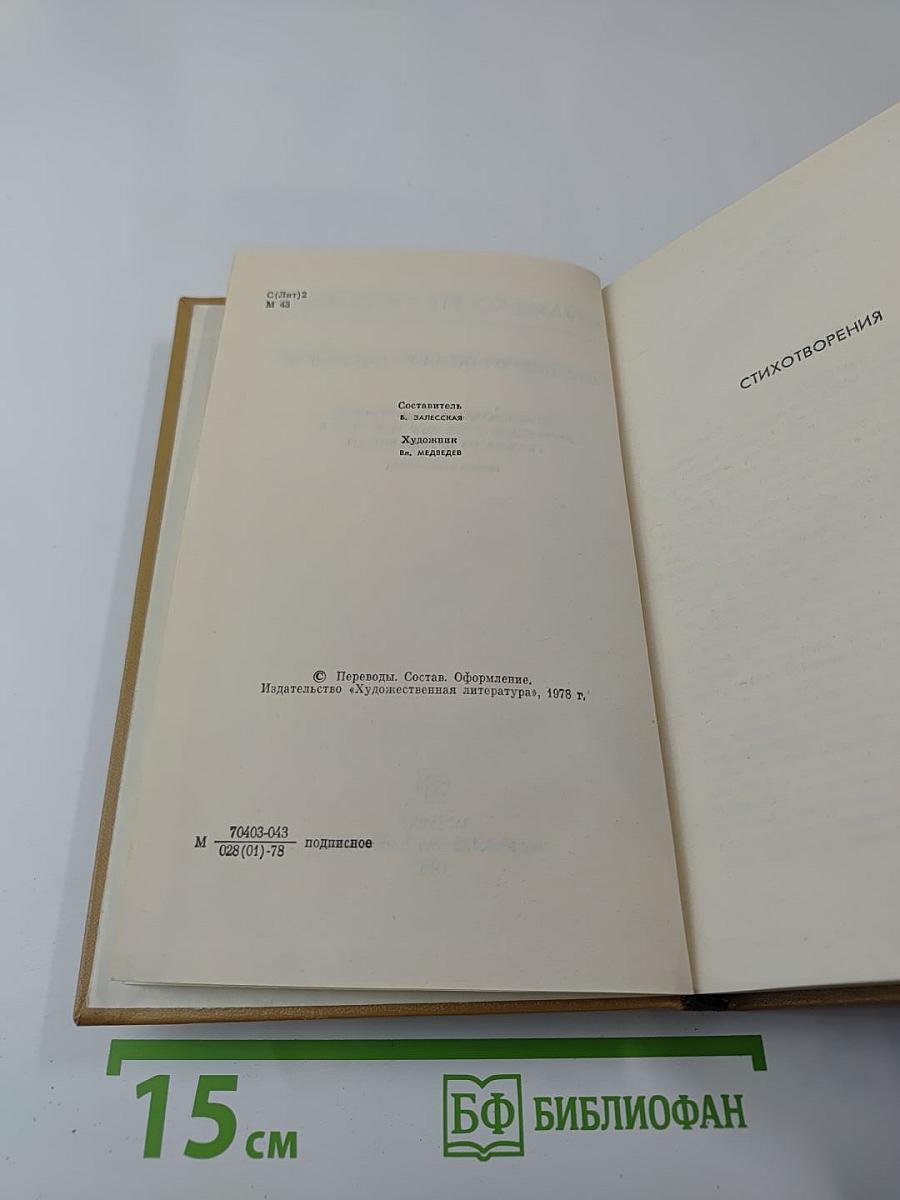 С(Лит)2
М 43
Составитель
Б. ЗАЛЕССКАЯ
Художник
Вл. МЕДВЕДЕВ
© Переводы. Состав. Оформление.
Издательство «Художественная литература», 1978 г.
М 70403-043
028(01)-78 подписное
СТИХОТВОРЕНИЯ
15 см
БФ БИБЛИОФАН